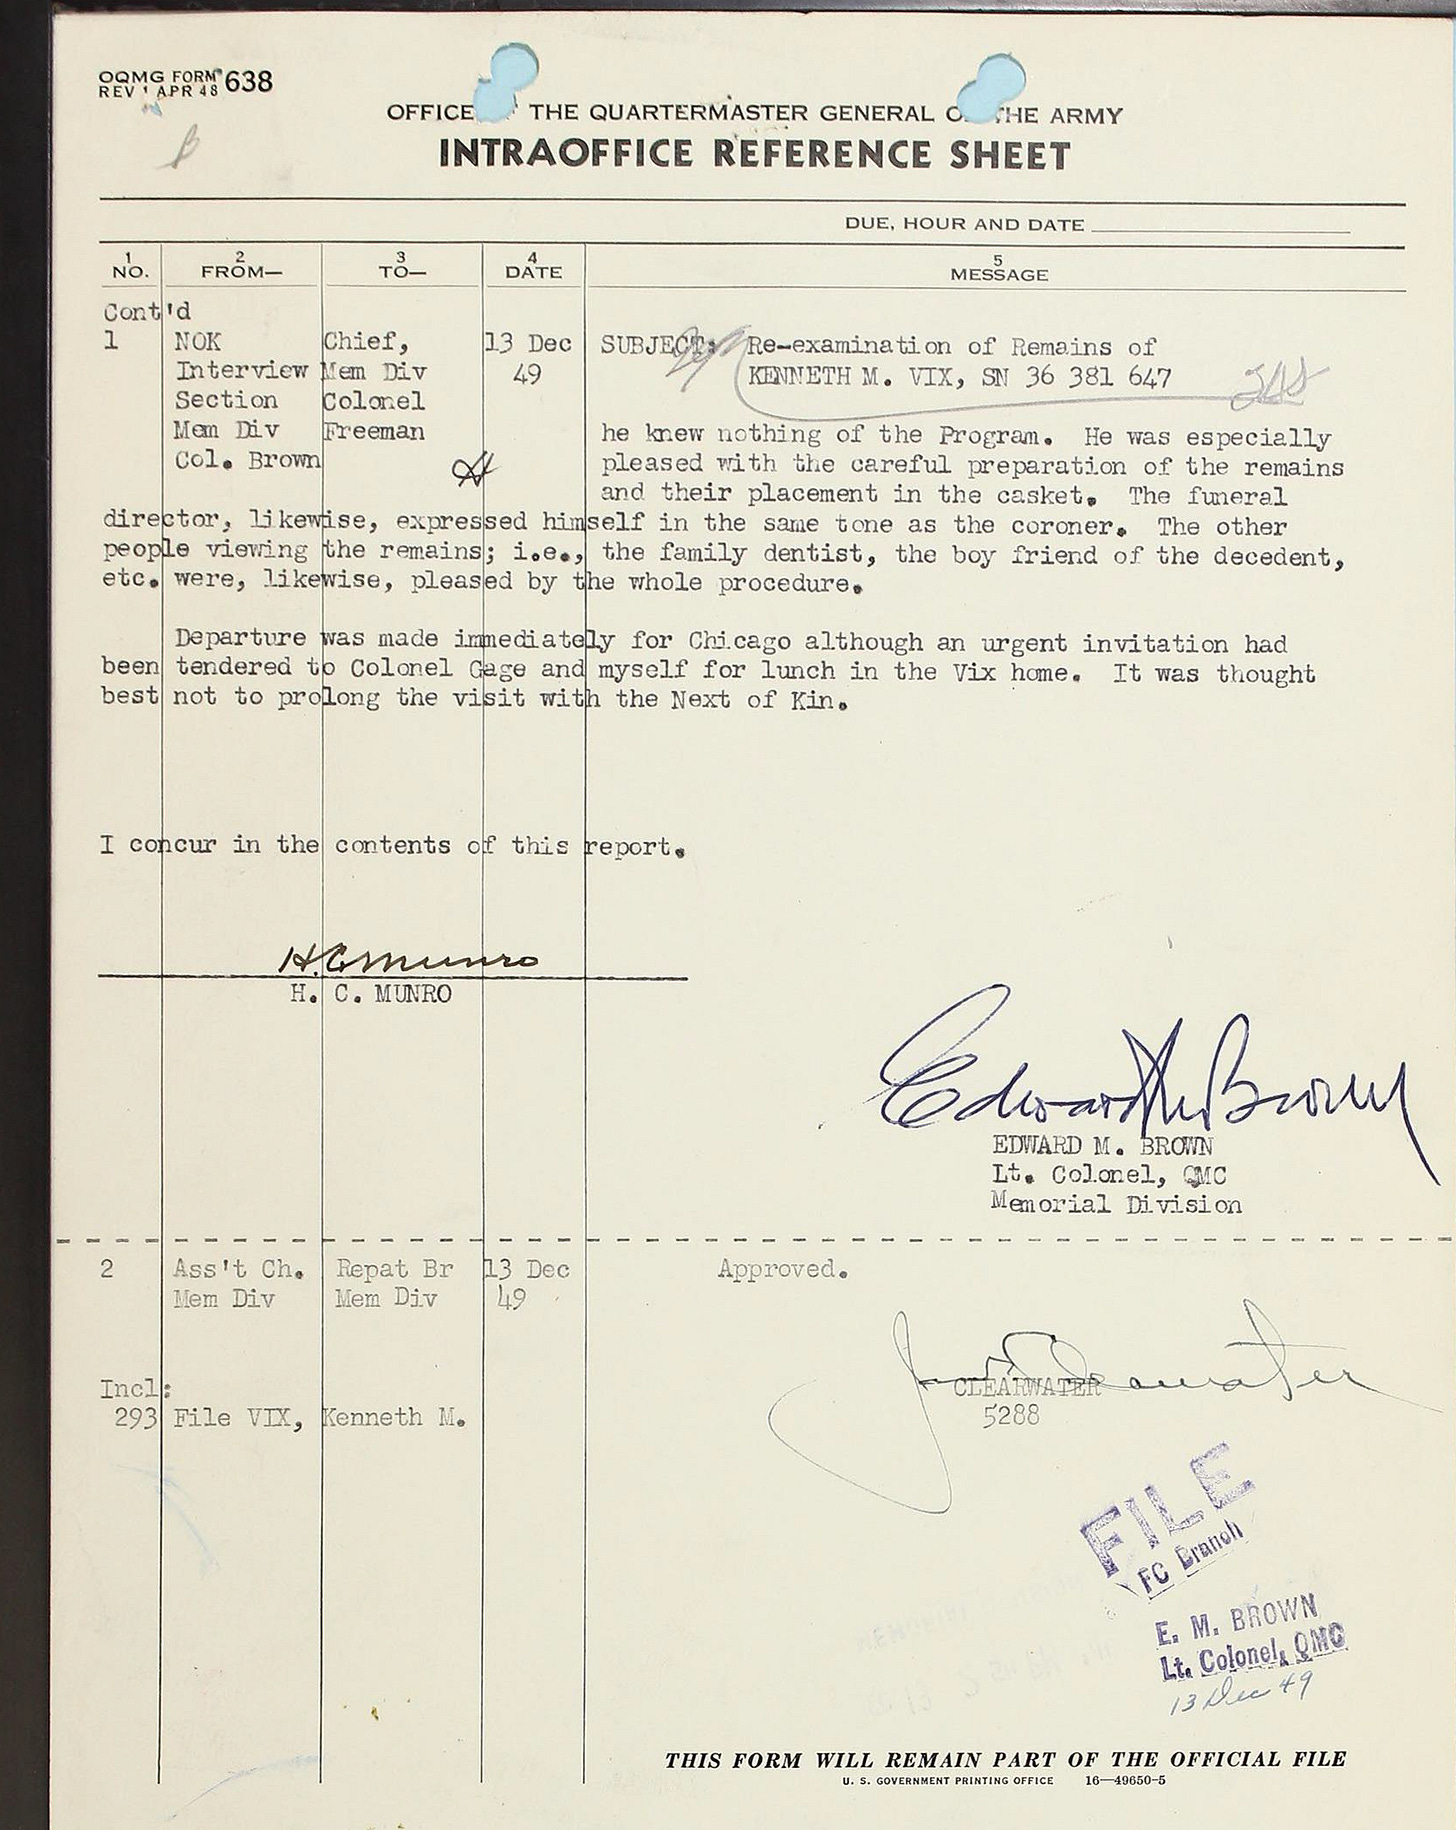 OQMG FORM 638
REV 1 APR 48
OFFICE THE QUARTERMASTER GENERAL O THE ARMY
INTRAOFFICE REFERENCE SHEET
DUE, HOUR AND DATE
1 2 3 4 5
NO. FROM— TO— DATE MESSAGE
Cont'd
1 NOK Chief, 13 Dec SUBJECT: Re-examination of Remains of
Interview Mem Div 49 KENNETH M. VIX, SN 36 381 647
Section Colonel
Mem Div Freeman he knew nothing of the Program. He was especially
Col. Brown pleased with the careful preparation of the remains
and their placement in the casket. The funeral
director, likewise, expressed himself in the same tone as the coroner. The other
people viewing the remains; i.e., the family dentist, the boy friend of the decedent,
etc. were, likewise, pleased by the whole procedure.
Departure was made immediately for Chicago although an urgent invitation had
been tendered to Colonel Gage and myself for lunch in the Vix home. It was thought
best not to prolong the visit with the Next of Kin.
I concur in the contents of this report.
H. C. Munro
H. C. MUNRO
Edward M Brown
EDWARD M. BROWN
Lt. Colonel, QMC
Memorial Division
2 Ass't Ch. Repat Br 13 Dec Approved.
Mem Div Mem Div 49
Incl: CLEARWATER
293 File VIX, Kenneth M. 5288
FILE
FC Branch
E. M. BROWN
Lt. Colonel, QMC
13 Dec 49
THIS FORM WILL REMAIN PART OF THE OFFICIAL FILE
U. S. GOVERNMENT PRINTING OFFICE 16—49650-5